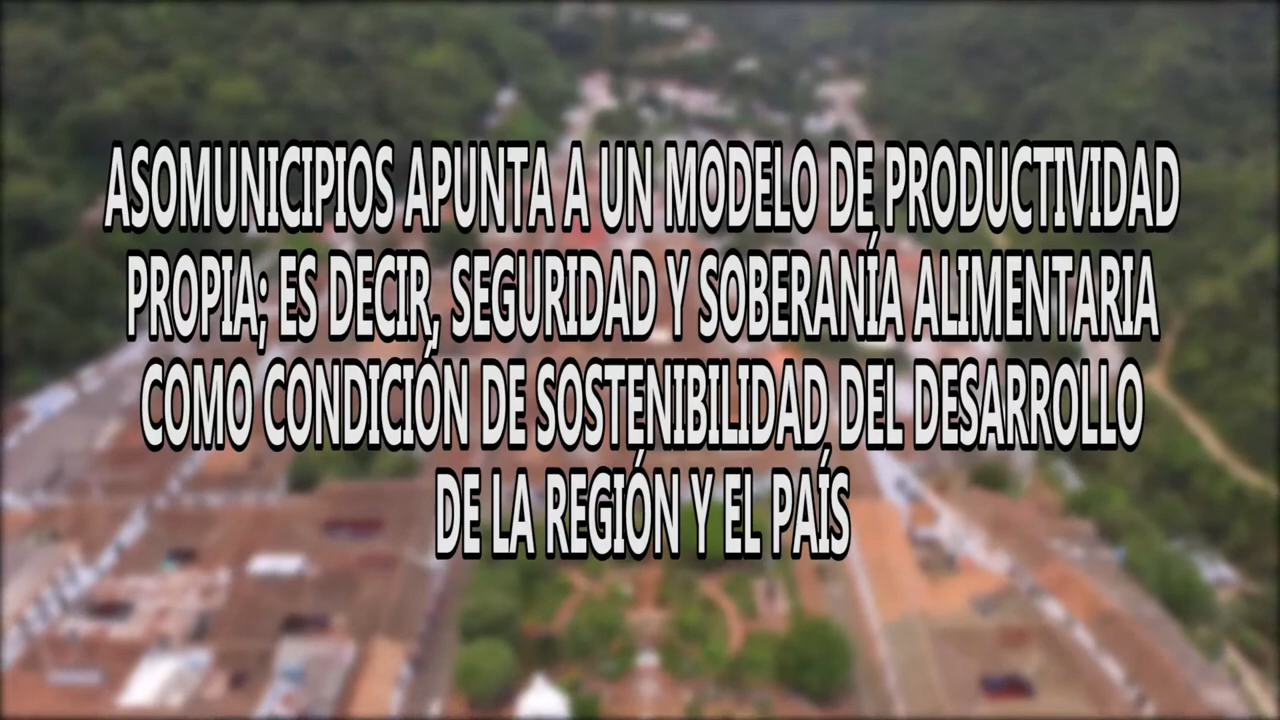 ASOMUNICIPIOS APUNTA A UN MODELO DE PRODUCTIVIDAD
PROPIA; ES DECIR, SEGURIDAD Y SOBERANÍA ALIMENTARIA
COMO CONDICIÓN DE SOSTENIBILIDAD DEL DESARROLLO
DE LA REGIÓN Y EL PAÍS